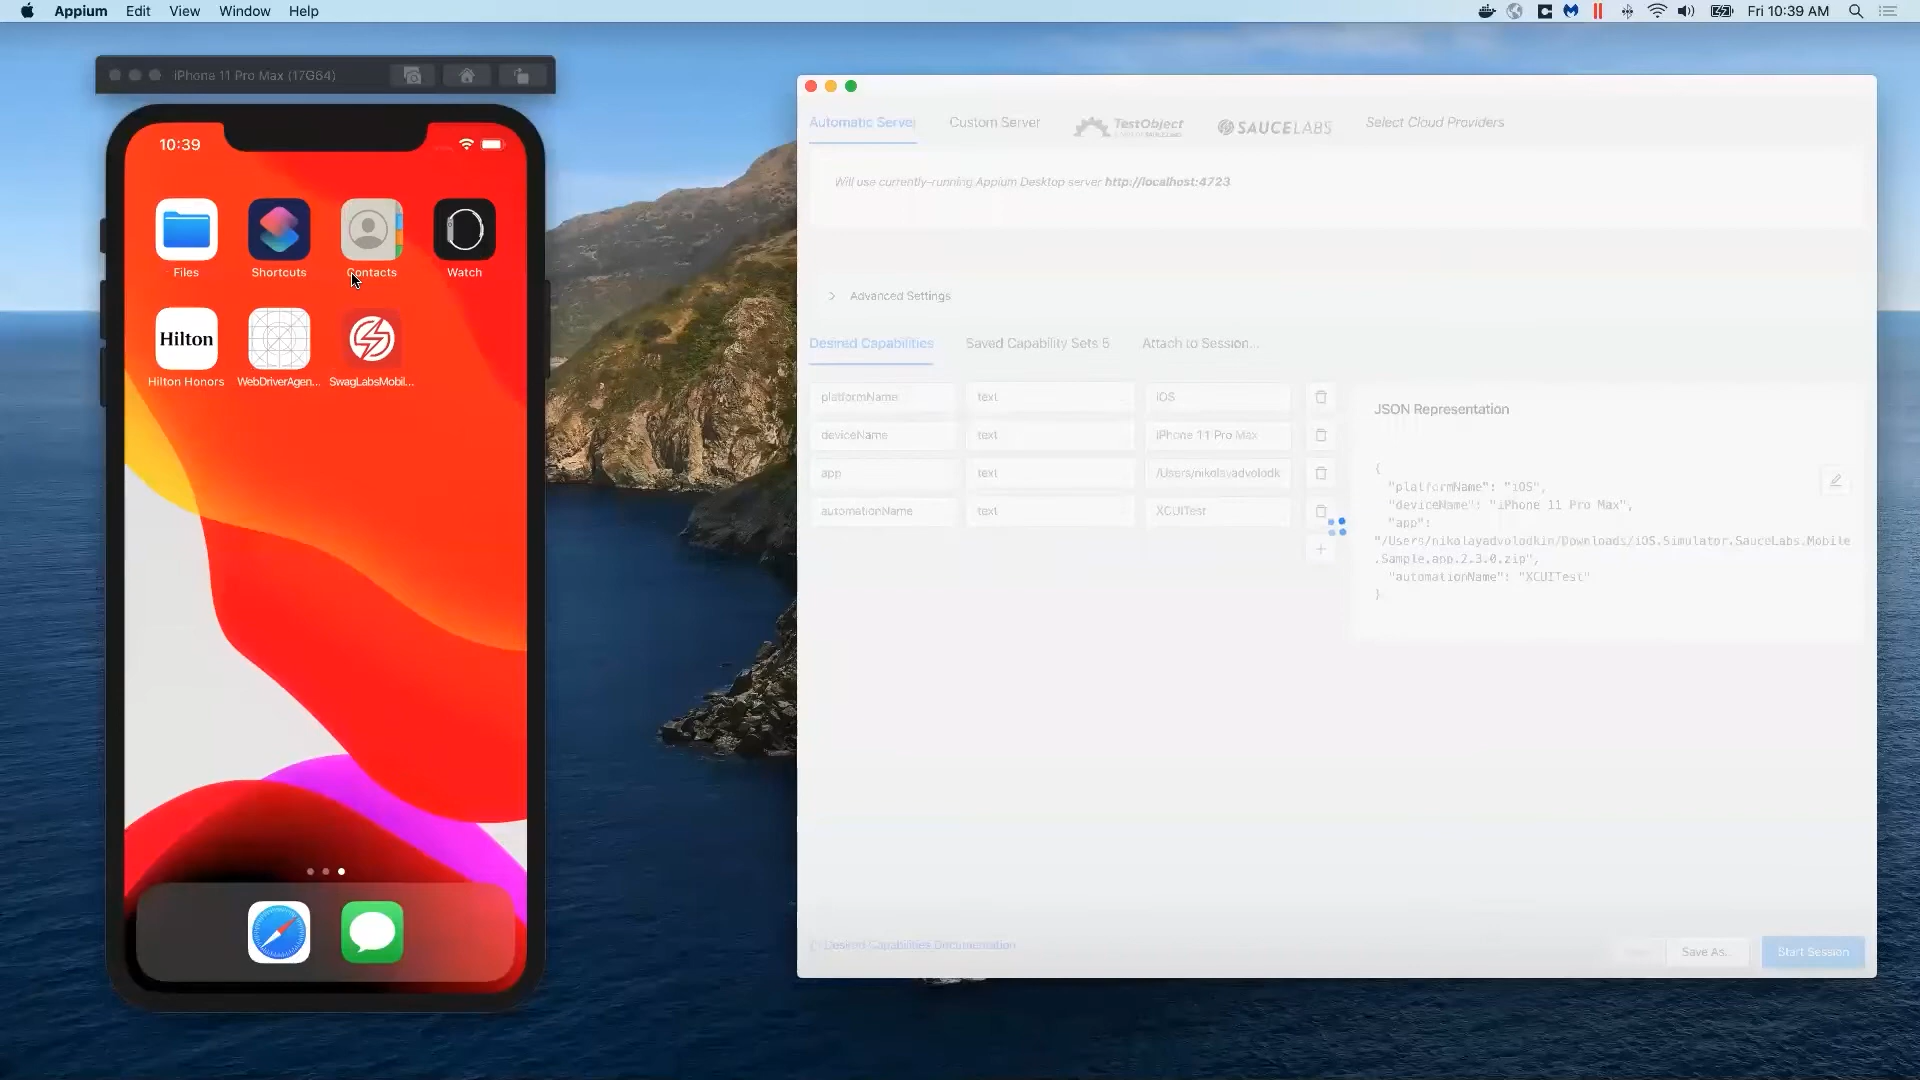 Appium Edit View Window Help
Fri 10:39 AM
iPhone 11 Pro Max (17G64)
10:39
Files Shortcuts Contacts Watch
Hilton
Hilton Honors WebDriverAgen... SwagLabsMobil...
Automatic Server Custom Server TestObject SAUCELABS Select Cloud Providers
Will use currently-running Appium Desktop server http://localhost:4723
Advanced Settings
Desired Capabilities Saved Capability Sets 5 Attach to Session...
platformName text iOS
deviceName text iPhone 11 Pro Max
app text /Users/nikolayadvolodk
automationName text XCUITest
JSON Representation
{
"platformName": "iOS",
"deviceName": "iPhone 11 Pro Max",
"app":
"/Users/nikolayadvolodkin/Downloads/iOS.Simulator.SauceLabs.Mobile
.Sample.app.2.3.0.zip",
"automationName": "XCUITest"
}
Desired Capabilities Documentation
Save As... Start Session